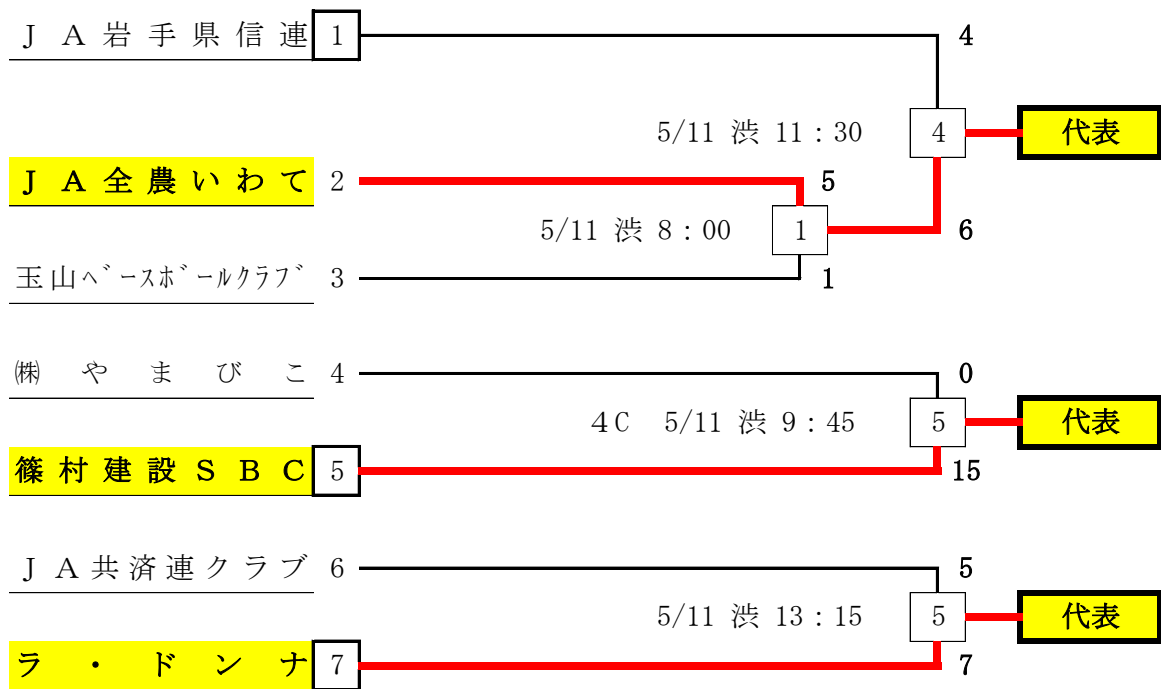 ＪＡ岩手県信連 1 4
5/11 渋 11：30 4 代表
ＪＡ全農いわて 2 5
5/11 渋 8：00 1 6
玉山ﾍﾞｰｽﾎﾞｰﾙｸﾗﾌﾞ 3 1
㈱やまびこ 4 0
４C 5/11 渋 9：45 5 代表
篠村建設ＳＢＣ 5 15
ＪＡ共済連クラブ 6 5
5/11 渋 13：15 5 代表
ラ・ドンナ 7 7